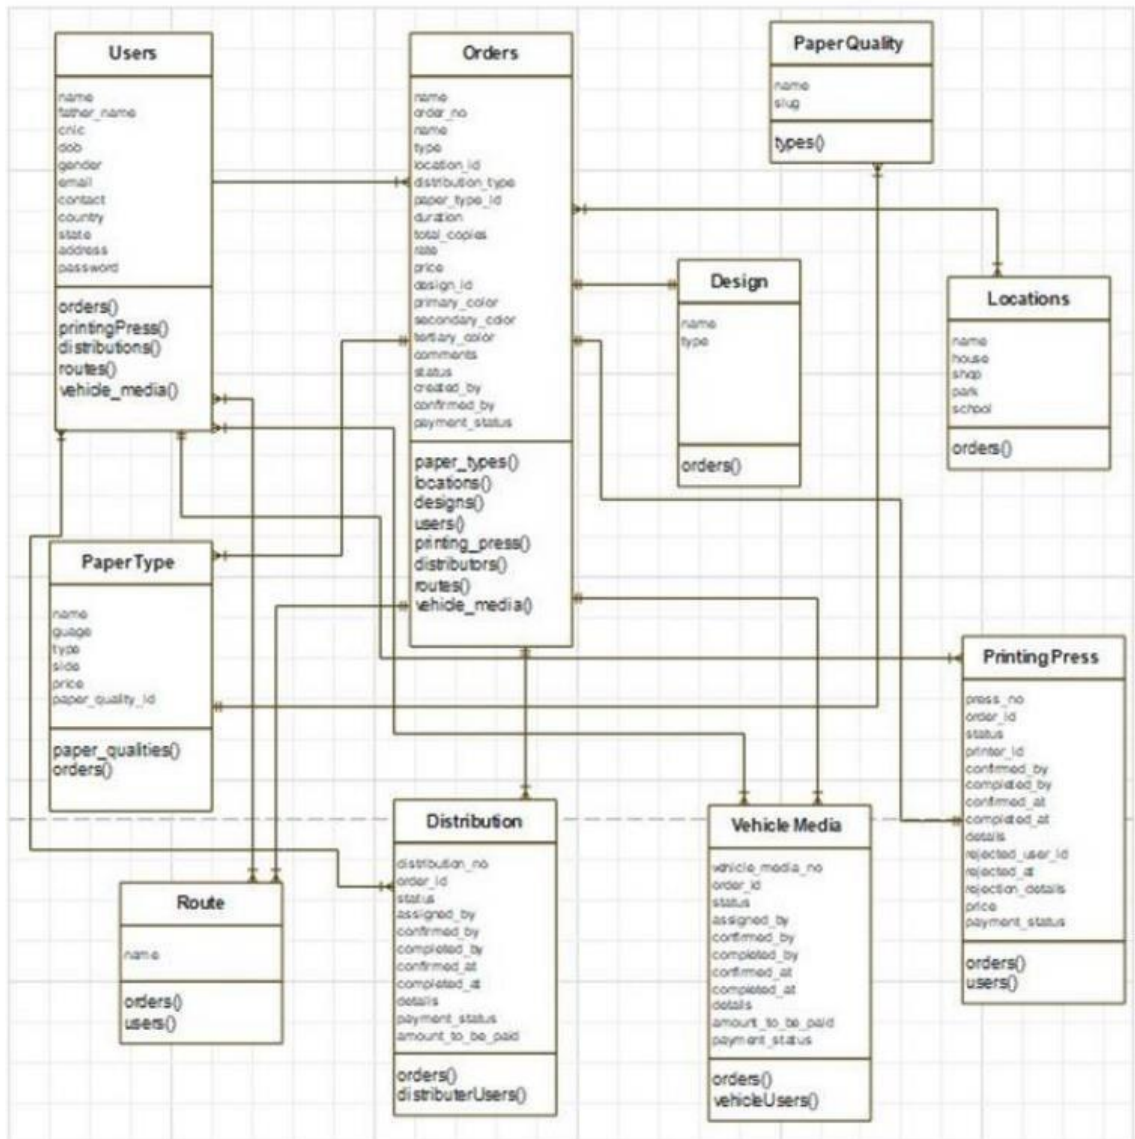 Users
name
father_name
cnic
dob
gender
email
contact
country
state
address
password
orders()
printingPress()
distributions()
routes()
vehicle_media()
Orders
name
order_no
name
type
location_id
distribution_type
paper_type_id
duration
total_copies
rate
price
design_id
primary_color
secondary_color
tertiary_color
comments
status
created_by
confirmed_by
payment_status
paper_types()
locations()
designs()
users()
printing_press()
distributors()
routes()
vehicle_media()
Paper Quality
name
slug
types()
Design
name
type
orders()
Locations
name
house
shop
park
school
orders()
Paper Type
name
guage
type
side
price
paper_quality_id
paper_qualities()
orders()
Printing Press
press_no
order_id
status
printer_id
confirmed_by
completed_by
confirmed_at
completed_at
details
rejected_user_id
rejected_at
rejection_details
price
payment_status
orders()
users()
Route
name
orders()
users()
Distribution
distribution_no
order_id
status
assigned_by
confirmed_by
completed_by
confirmed_at
completed_at
details
payment_status
amount_to_be_paid
orders()
distributerUsers()
Vehicle Media
vehicle_media_no
order_id
status
assigned_by
confirmed_by
completed_by
confirmed_at
completed_at
details
amount_to_be_paid
payment_status
orders()
vehicleUsers()